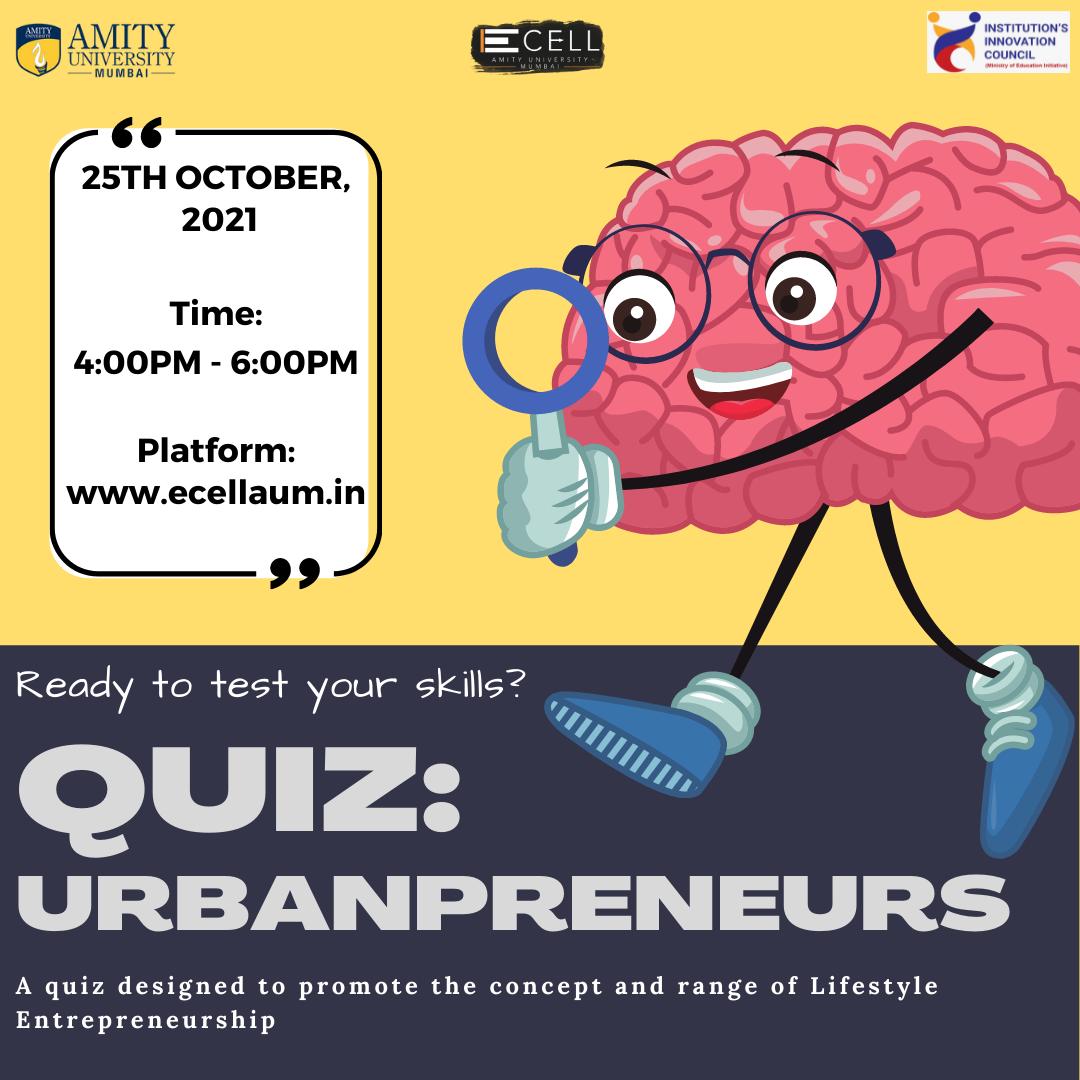 AMITY
UNIVERSITY
AMITY
UNIVERSITY
MUMBAI
ECELL
AMITY UNIVERSITY
MUMBAI
INSTITUTION'S
INNOVATION
COUNCIL
(Ministry of Education Initiative)
“
25TH OCTOBER,
2021
Time:
4:00PM - 6:00PM
Platform:
www.ecellaum.in
”
Ready to test your skills?
QUIZ:
URBANPRENEURS
A quiz designed to promote the concept and range of Lifestyle
Entrepreneurship